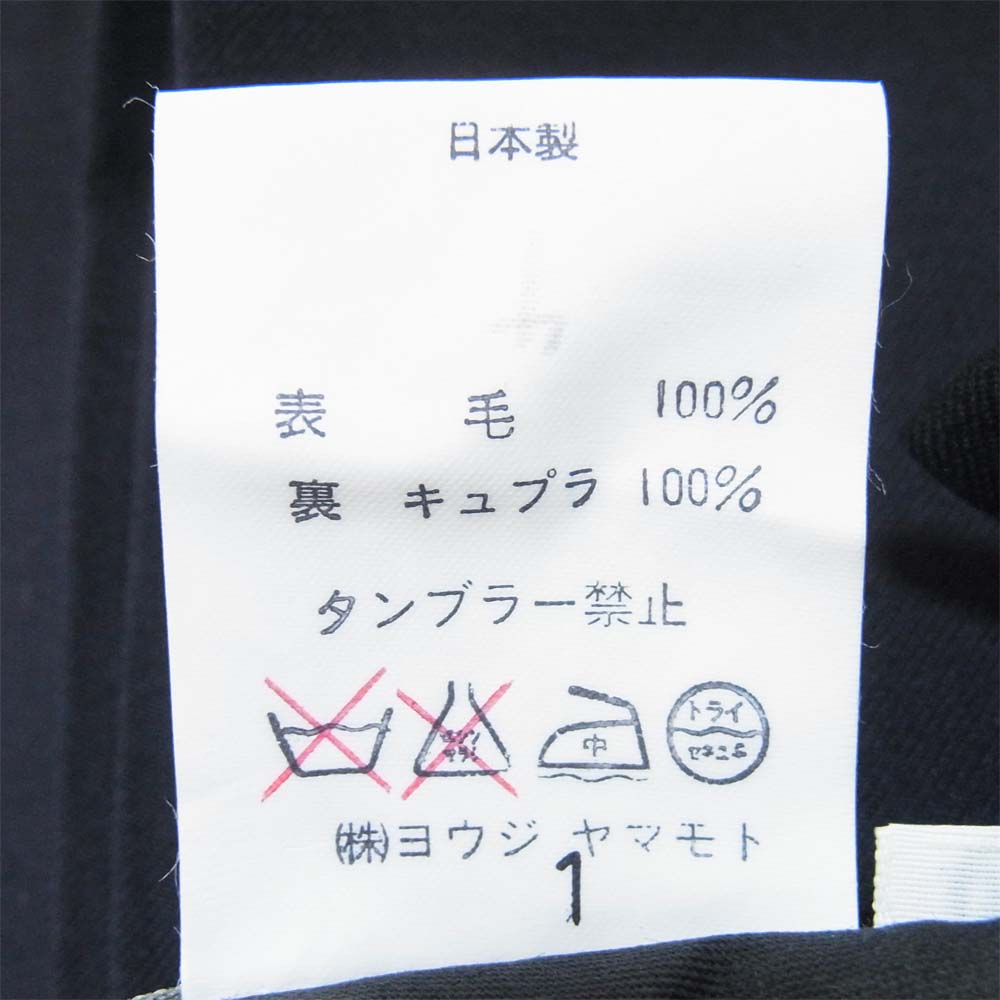 日本製
表 毛 100%
裏 キュプラ 100%
タンブラー禁止
中 ドライ
セキユ
(株)ヨウジ ヤマモト
1